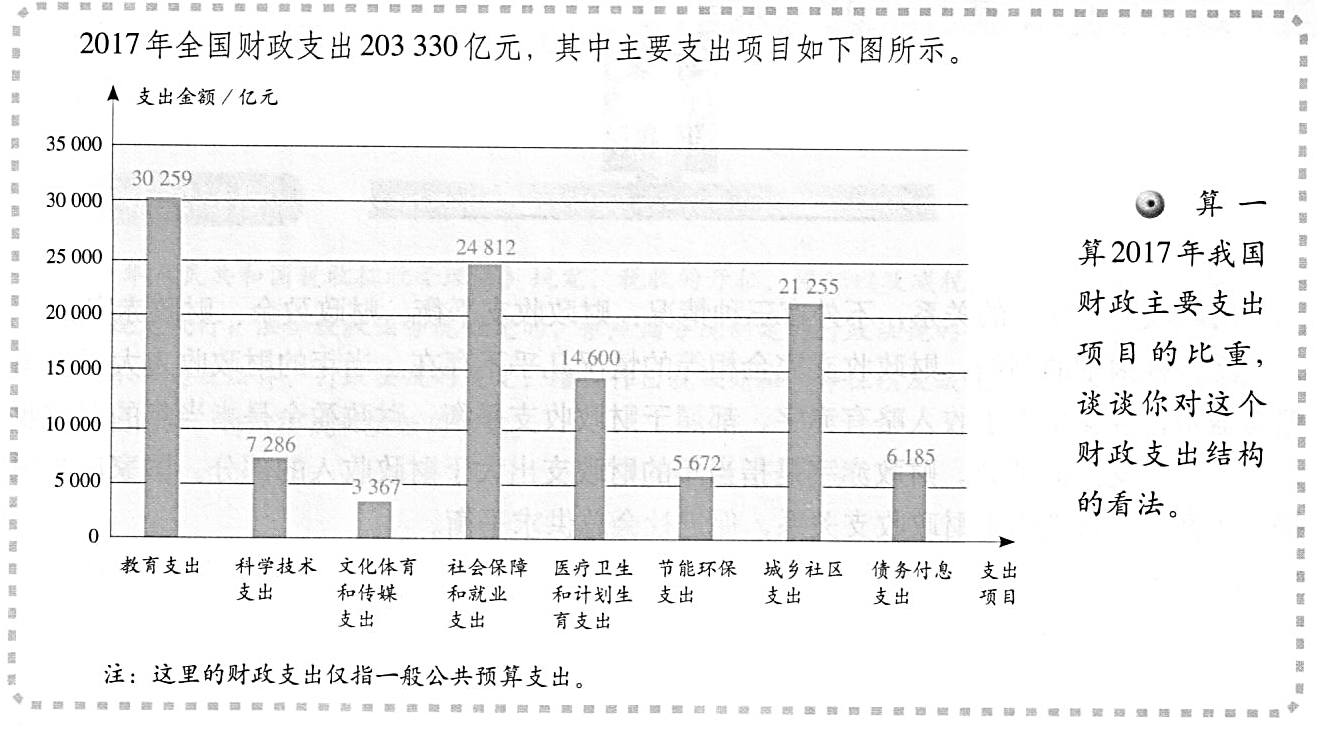 2017年全国财政支出203 330亿元，其中主要支出项目如下图所示。
支出金额/亿元
35 000
30 000
25 000
20 000
15 000
10 000
5 000
0
30 259
7 286
3 367
24 812
14 600
5 672
21 255
6 185
教育支出
科学技术
支出
文化体育
和传媒
支出
社会保障
和就业
支出
医疗卫生
和计划生
育支出
节能环保
支出
城乡社区
支出
债务付息
支出
支出
项目
注：这里的财政支出仅指一般公共预算支出。
算一
算2017年我国
财政主要支出
项目的比重，
谈谈你对这个
财政支出结构
的看法。